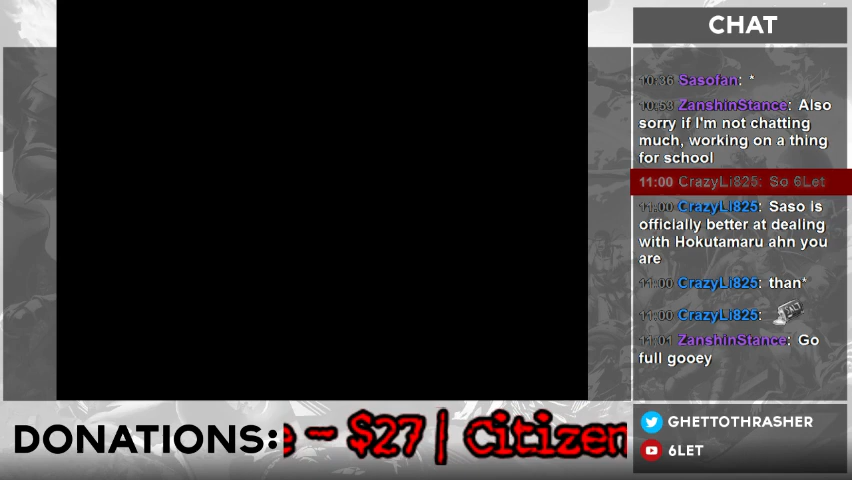 CHAT
10:36 Sasofan: *
10:53 ZanshinStance: Also
sorry if I'm not chatting
much, working on a thing
for school
11:00 CrazyLi825: So 6Let
11:00 CrazyLi825: Saso is
officially better at dealing
with Hokutamaru ahn you
are
11:00 CrazyLi825: than*
11:00 CrazyLi825:
11:01 ZanshinStance: Go
full gooey
DONATIONS: e - $27 | Citizen
GHETTOTHRASHER
6LET